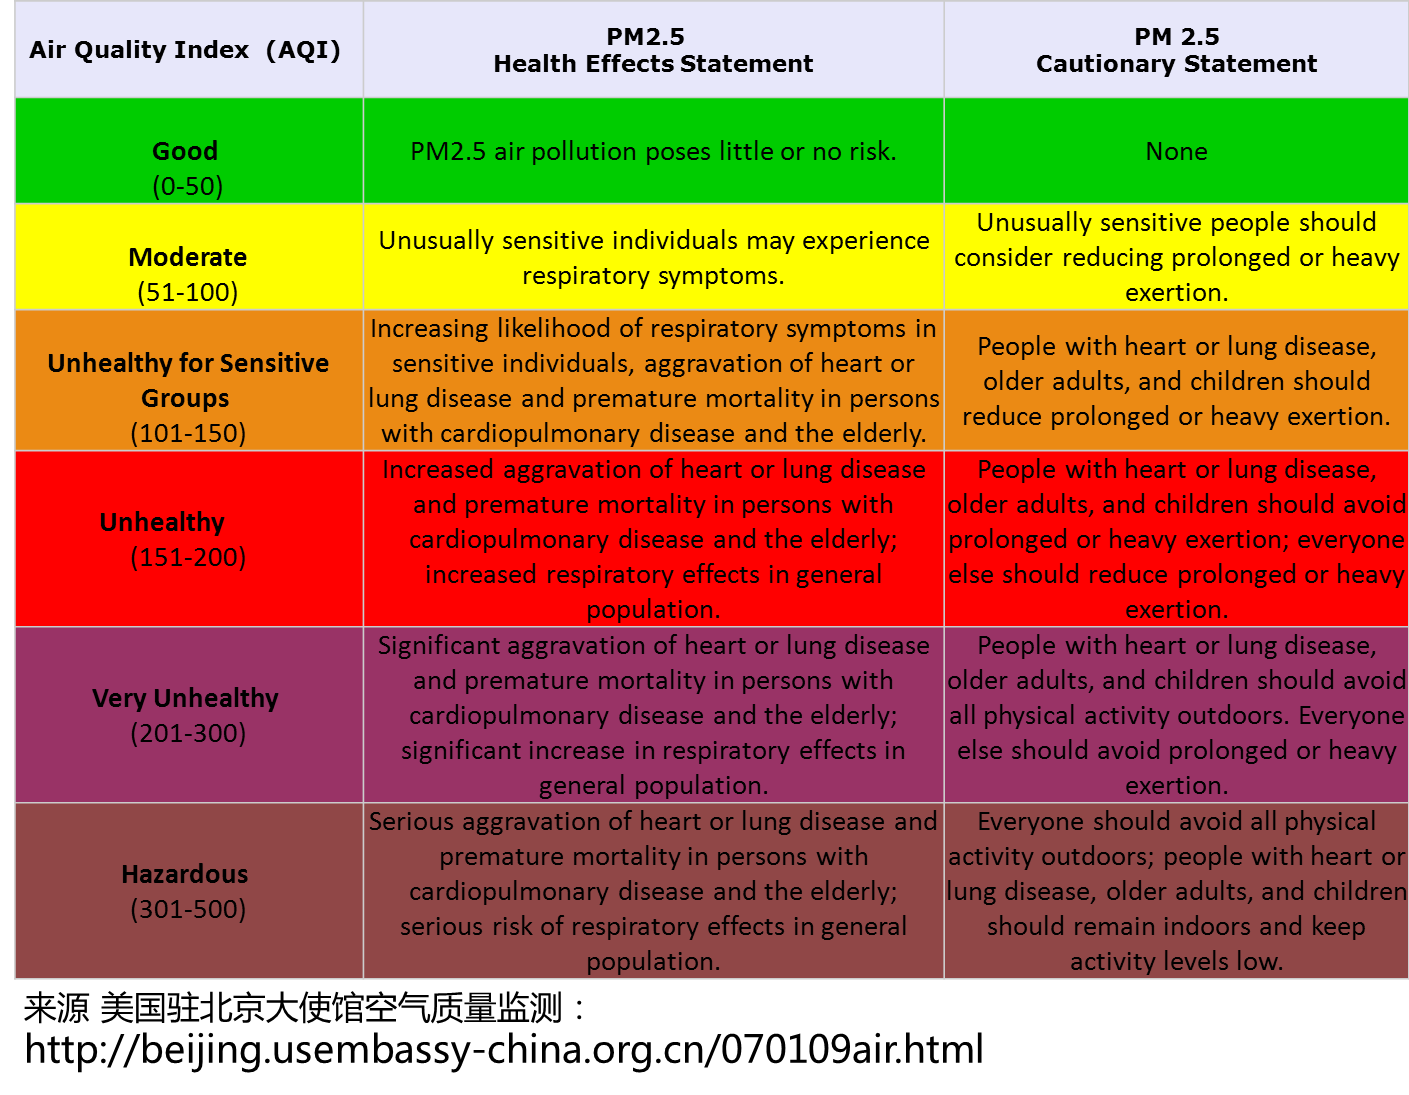 Air Quality Index (AQI)
PM2.5
Health Effects Statement
PM 2.5
Cautionary Statement
Good
(0-50)
PM2.5 air pollution poses little or no risk.
None
Moderate
(51-100)
Unusually sensitive individuals may experience
respiratory symptoms.
Unusually sensitive people should
consider reducing prolonged or heavy
exertion.
Unhealthy for Sensitive
Groups
(101-150)
Increasing likelihood of respiratory symptoms in
sensitive individuals, aggravation of heart or
lung disease and premature mortality in persons
with cardiopulmonary disease and the elderly.
People with heart or lung disease,
older adults, and children should
reduce prolonged or heavy exertion.
Unhealthy
(151-200)
Increased aggravation of heart or lung disease
and premature mortality in persons with
cardiopulmonary disease and the elderly;
increased respiratory effects in general
population.
People with heart or lung disease,
older adults, and children should avoid
prolonged or heavy exertion; everyone
else should reduce prolonged or heavy
exertion.
Very Unhealthy
(201-300)
Significant aggravation of heart or lung disease
and premature mortality in persons with
cardiopulmonary disease and the elderly;
significant increase in respiratory effects in
general population.
People with heart or lung disease,
older adults, and children should avoid
all physical activity outdoors. Everyone
else should avoid prolonged or heavy
exertion.
Hazardous
(301-500)
Serious aggravation of heart or lung disease and
premature mortality in persons with
cardiopulmonary disease and the elderly;
serious risk of respiratory effects in general
population.
Everyone should avoid all physical
activity outdoors; people with heart or
lung disease, older adults, and children
should remain indoors and keep
activity levels low.
来源 美国驻北京大使馆空气质量监测：
http://beijing.usembassy-china.org.cn/070109air.html